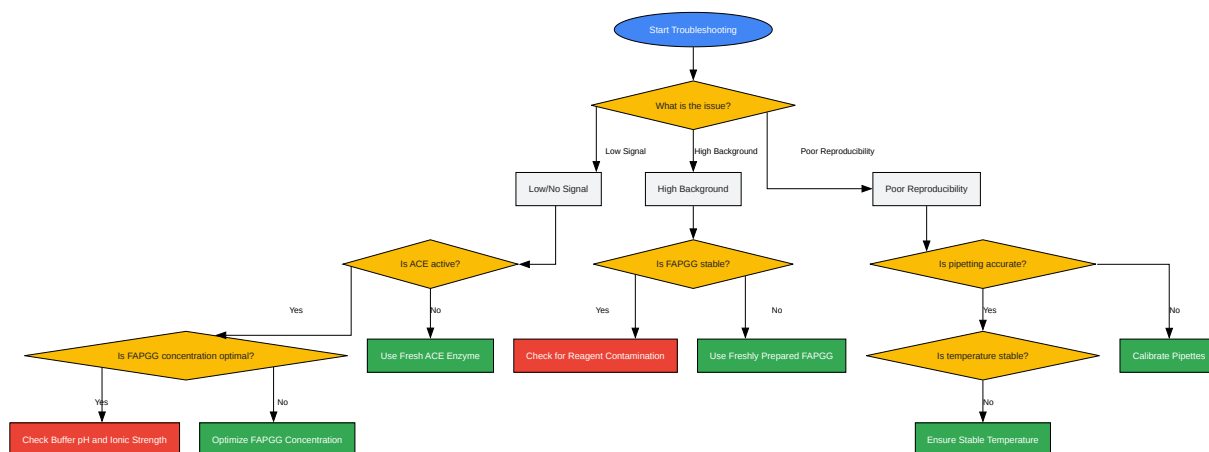 Start Troubleshooting
What is the issue?
Low Signal
High Background
Poor Reproducibility
Low/No Signal
High Background
Poor Reproducibility
Is ACE active?
Is FAPGG stable?
Is pipetting accurate?
Yes
No
Yes
No
Yes
No
Is FAPGG concentration optimal?
Use Fresh ACE Enzyme
Check for Reagent Contamination
Use Freshly Prepared FAPGG
Is temperature stable?
Calibrate Pipettes
Yes
No
No
Check Buffer pH and Ionic Strength
Optimize FAPGG Concentration
Ensure Stable Temperature